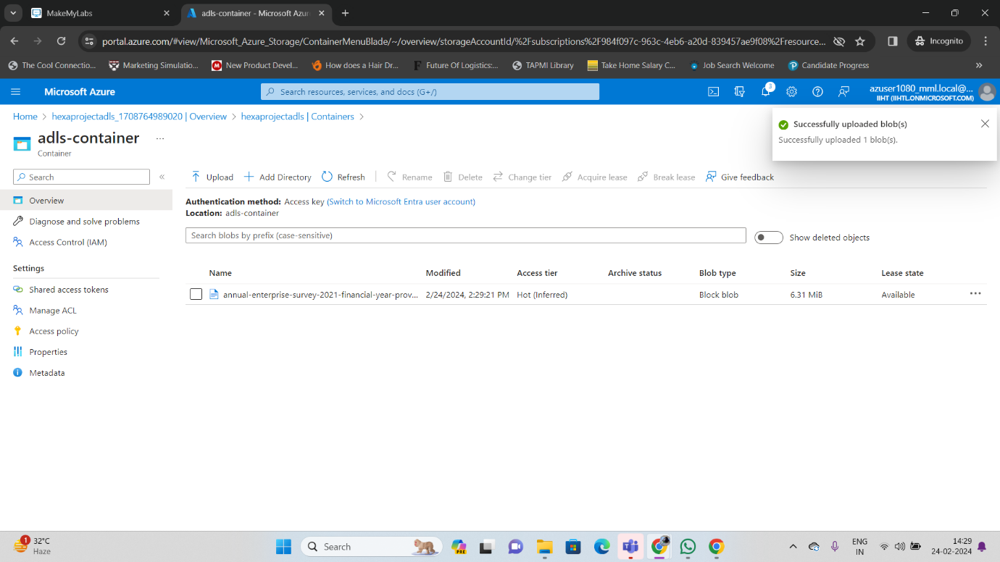 MakeMyLabs
adls-container - Microsoft Azur
portal.azure.com/#view/Microsoft_Azure_Storage/ContainerMenuBlade/~/overview/storageAccountId/%2Fsubscriptions%2F984f097c-963c-4eb6-a20d-839457ae9f08%2Fresource...
Incognito
The Cool Connectio...
Marketing Simulatio...
New Product Devel...
How does a Hair Dr...
Future Of Logistics:...
TAPMI Library
Take Home Salary C...
Job Search Welcome
Candidate Progress
Microsoft Azure
Search resources, services, and docs (G+/)
3
azuser1080_mml.local@...
IIHT (IIHTL.ONMICROSOFT.COM)
Home > hexaprojectadls_1708764989020 | Overview > hexaprojectadls | Containers >
Successfully uploaded blob(s)
Successfully uploaded 1 blob(s).
adls-container ...
Container
Search
Upload
Add Directory
Refresh
Rename
Delete
Change tier
Acquire lease
Break lease
Give feedback
Overview
Diagnose and solve problems
Access Control (IAM)
Settings
Shared access tokens
Manage ACL
Access policy
Properties
Metadata
Authentication method: Access key (Switch to Microsoft Entra user account)
Location: adls-container
Search blobs by prefix (case-sensitive)
Show deleted objects
Name Modified Access tier Archive status Blob type Size Lease state
annual-enterprise-survey-2021-financial-year-prov... 2/24/2024, 2:29:21 PM Hot (Inferred) Block blob 6.31 MiB Available
1
32°C
Haze
Search
PRE
ENG
IN
14:29
24-02-2024